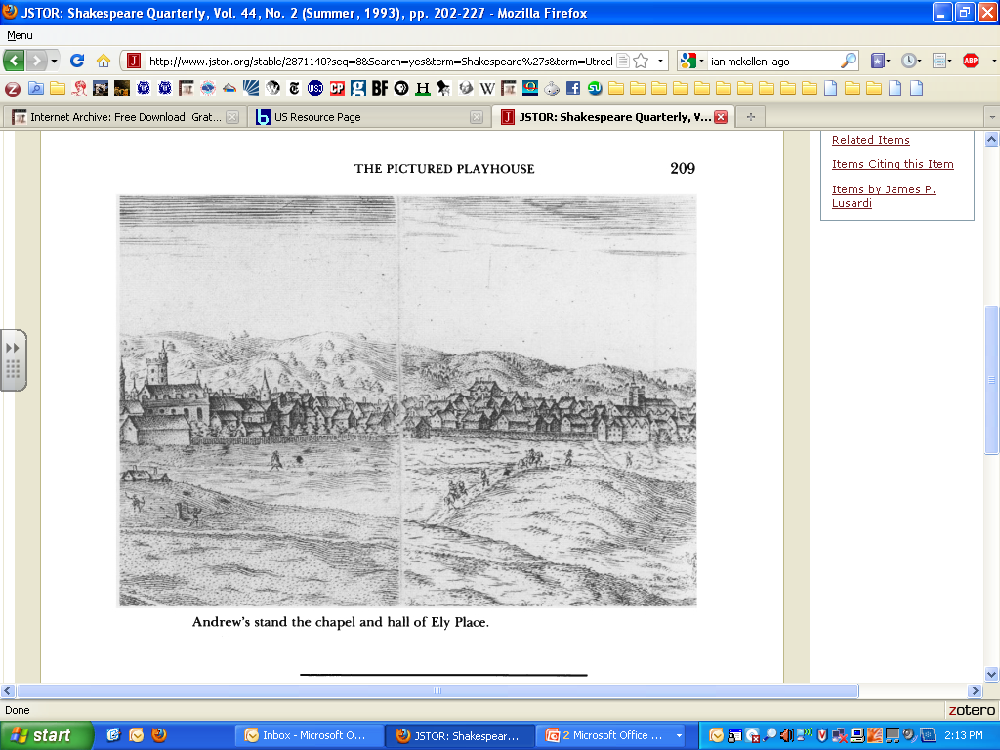 JSTOR: Shakespeare Quarterly, Vol. 44, No. 2 (Summer, 1993), pp. 202-227 - Mozilla Firefox
Menu
http://www.jstor.org/stable/2871140?seq=8&Search=yes&term=Shakespeare%27s&term=Utrecl
ian mckellen iago
ABP
Internet Archive: Free Download: Grat...
US Resource Page
JSTOR: Shakespeare Quarterly, V...
THE PICTURED PLAYHOUSE 209
Related Items
Items Citing this Item
Items by James P.
Lusardi
Andrew's stand the chapel and hall of Ely Place.
Done
zotero
start
Inbox - Microsoft O...
JSTOR: Shakespear...
2 Microsoft Office ...
2:13 PM